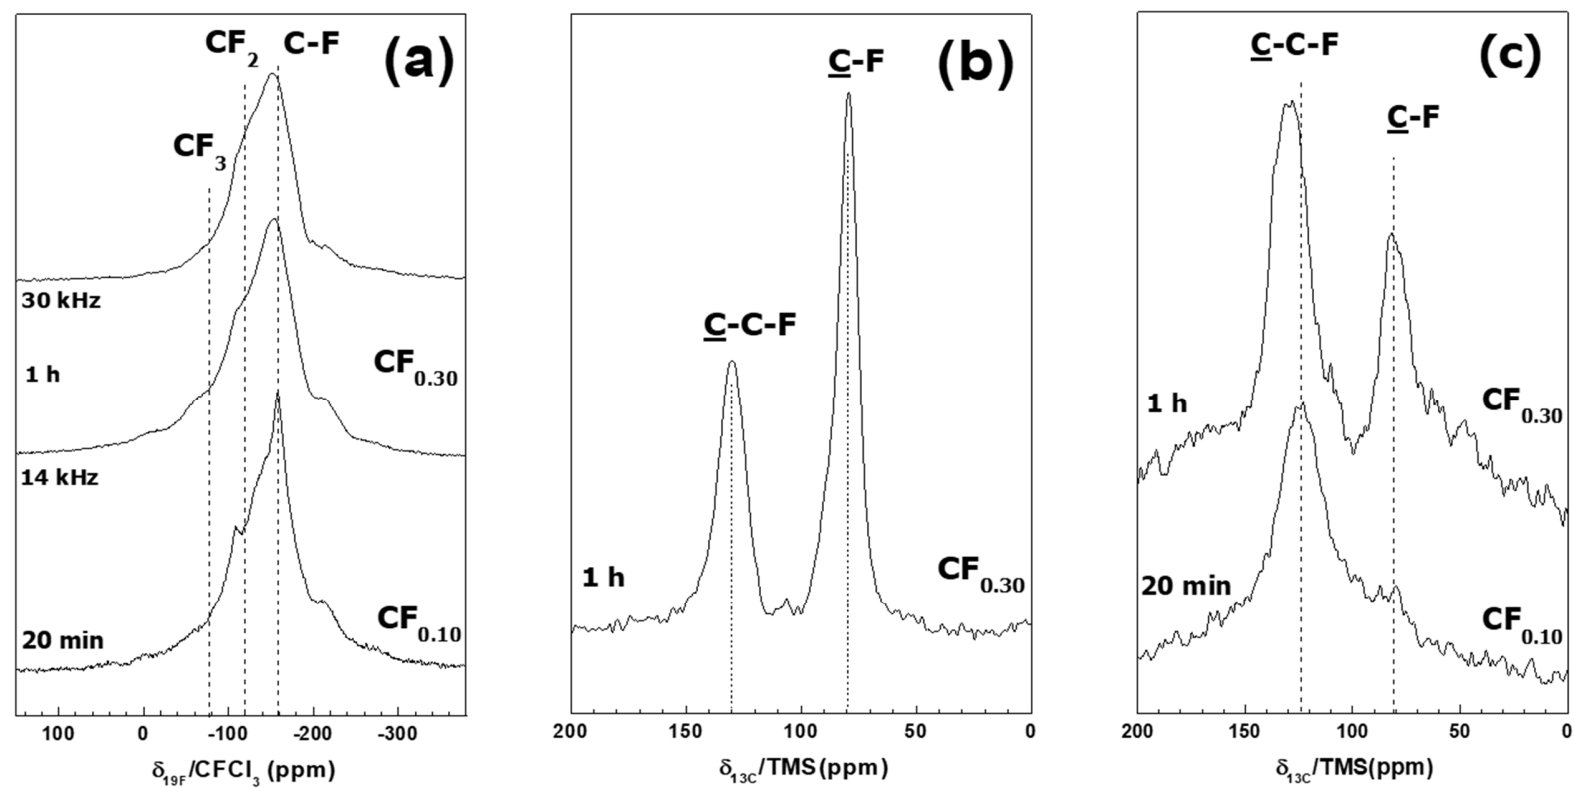 (a)
CF2 C-F
CF3
30 kHz
1 h
CF0.30
14 kHz
20 min
CF0.10
100 0 -100 -200 -300
δ19F/CFCl3 (ppm)
(b)
C-F
C-C-F
1 h
CF0.30
200 150 100 50 0
δ13C/TMS(ppm)
(c)
C-C-F
C-F
1 h
CF0.30
20 min
CF0.10
200 150 100 50 0
δ13C/TMS(ppm)